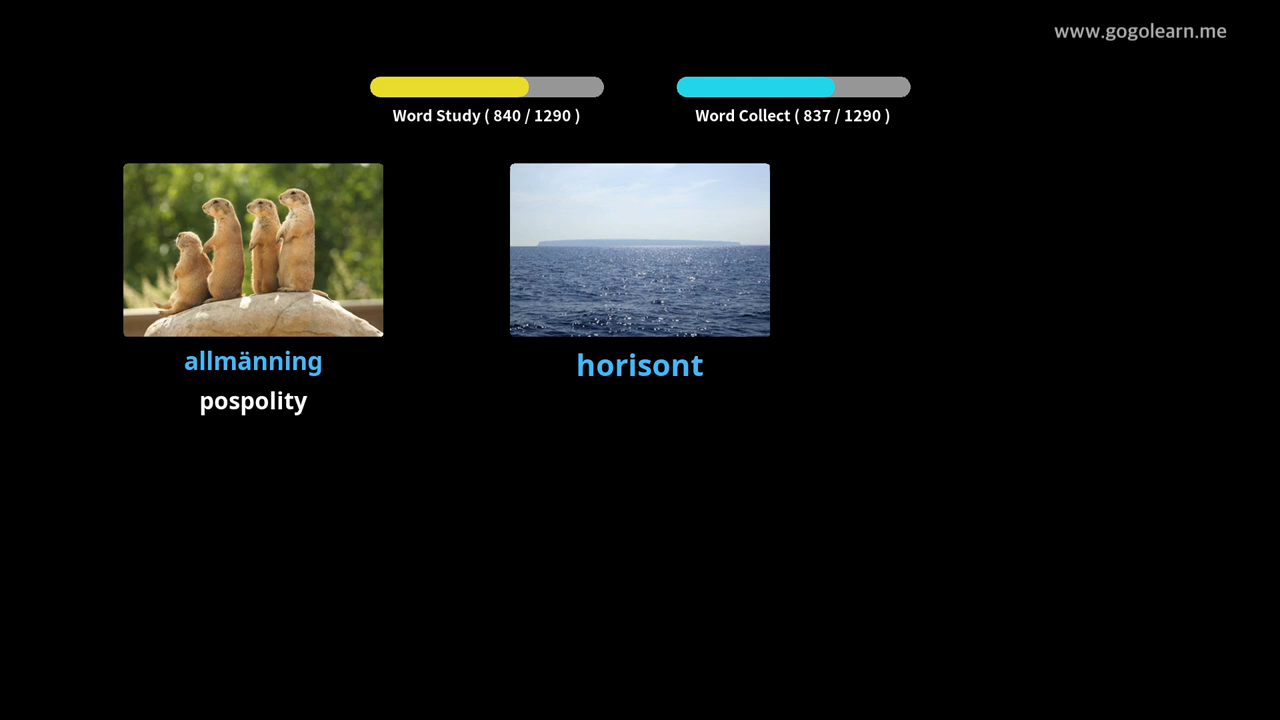 www.gogolearn.me
Word Study ( 840 / 1290 )
Word Collect ( 837 / 1290 )
allmänning
pospolity
horisont